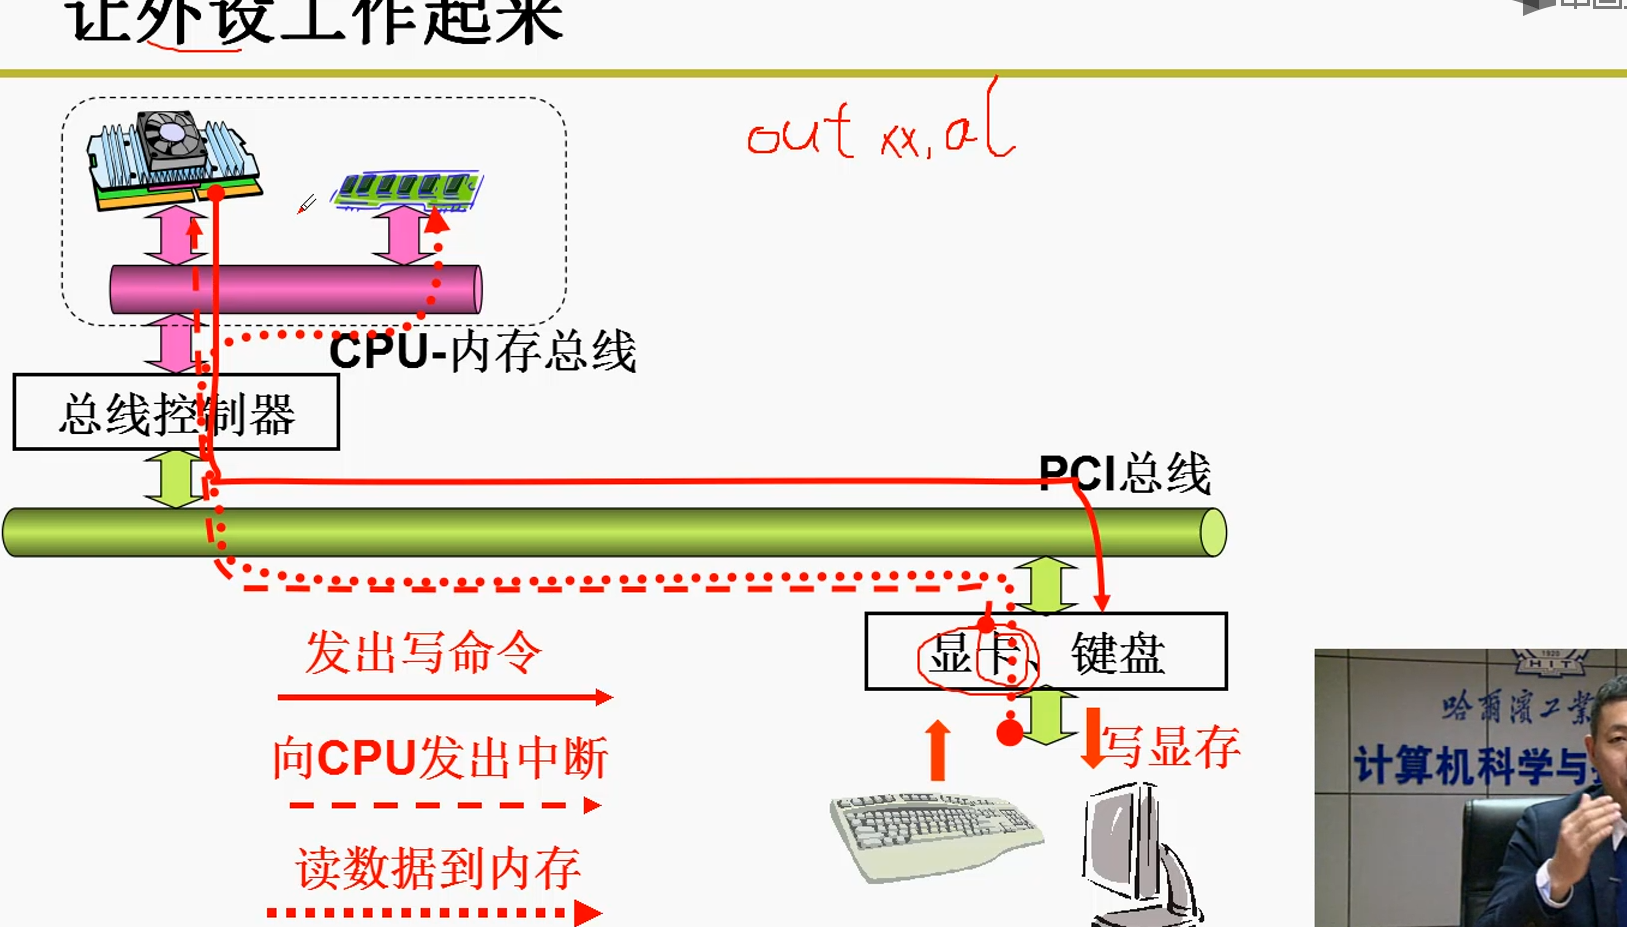 让外设工作起来
out xx, al
CPU-内存总线
总线控制器
PCI总线
发出写命令
显卡、键盘
向CPU发出中断
写显存
读数据到内存
1920
HIT
哈尔滨工業
计算机科学与